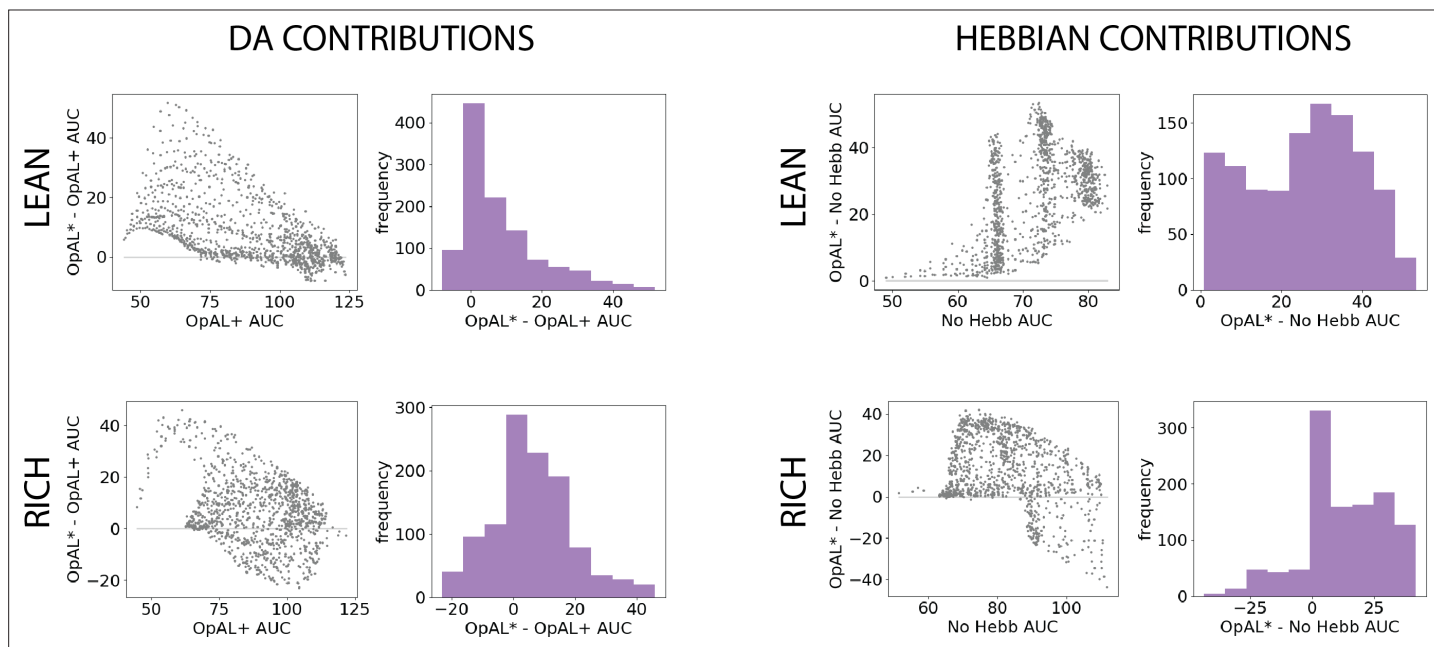 DA CONTRIBUTIONS
HEBBIAN CONTRIBUTIONS
LEAN
OpAL* - OpAL+ AUC
40
20
0
50
75
100
125
OpAL+ AUC
frequency
400
300
200
100
0
0
20
40
OpAL* - OpAL+ AUC
LEAN
OpAL* - No Hebb AUC
40
20
0
50
60
70
80
No Hebb AUC
frequency
150
100
50
0
0
20
40
OpAL* - No Hebb AUC
RICH
OpAL* - OpAL+ AUC
40
20
0
−20
50
75
100
125
OpAL+ AUC
frequency
300
200
100
0
−20
0
20
40
OpAL* - OpAL+ AUC
RICH
OpAL* - No Hebb AUC
40
20
0
−20
−40
60
80
100
No Hebb AUC
frequency
300
200
100
0
−25
0
25
OpAL* - No Hebb AUC